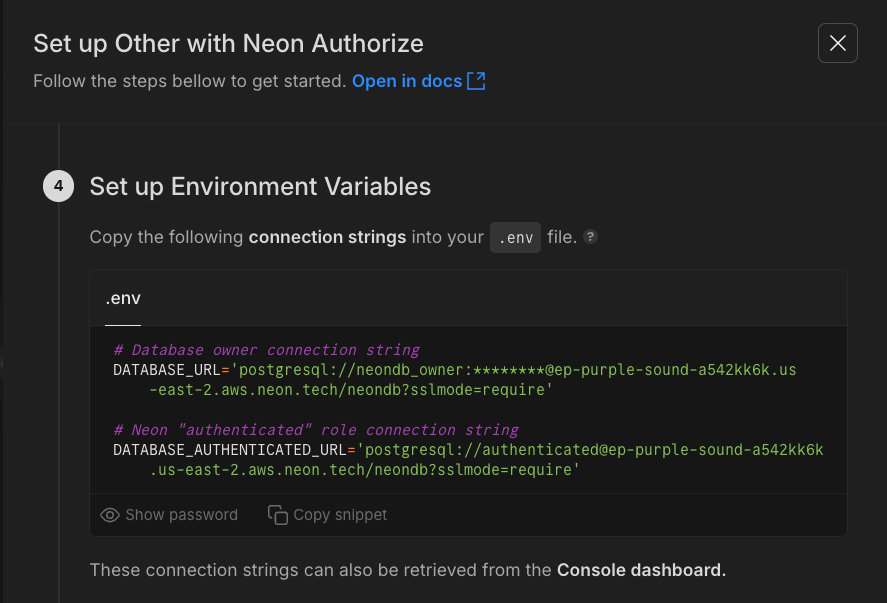 Set up Other with Neon Authorize
Follow the steps bellow to get started. Open in docs
4
Set up Environment Variables
Copy the following connection strings into your .env file. ?
.env
# Database owner connection string
DATABASE_URL='postgresql://neondb_owner:********@ep-purple-sound-a542kk6k.us
-east-2.aws.neon.tech/neondb?sslmode=require'
# Neon "authenticated" role connection string
DATABASE_AUTHENTICATED_URL='postgresql://authenticated@ep-purple-sound-a542kk6k
.us-east-2.aws.neon.tech/neondb?sslmode=require'
Show password Copy snippet
These connection strings can also be retrieved from the Console dashboard.